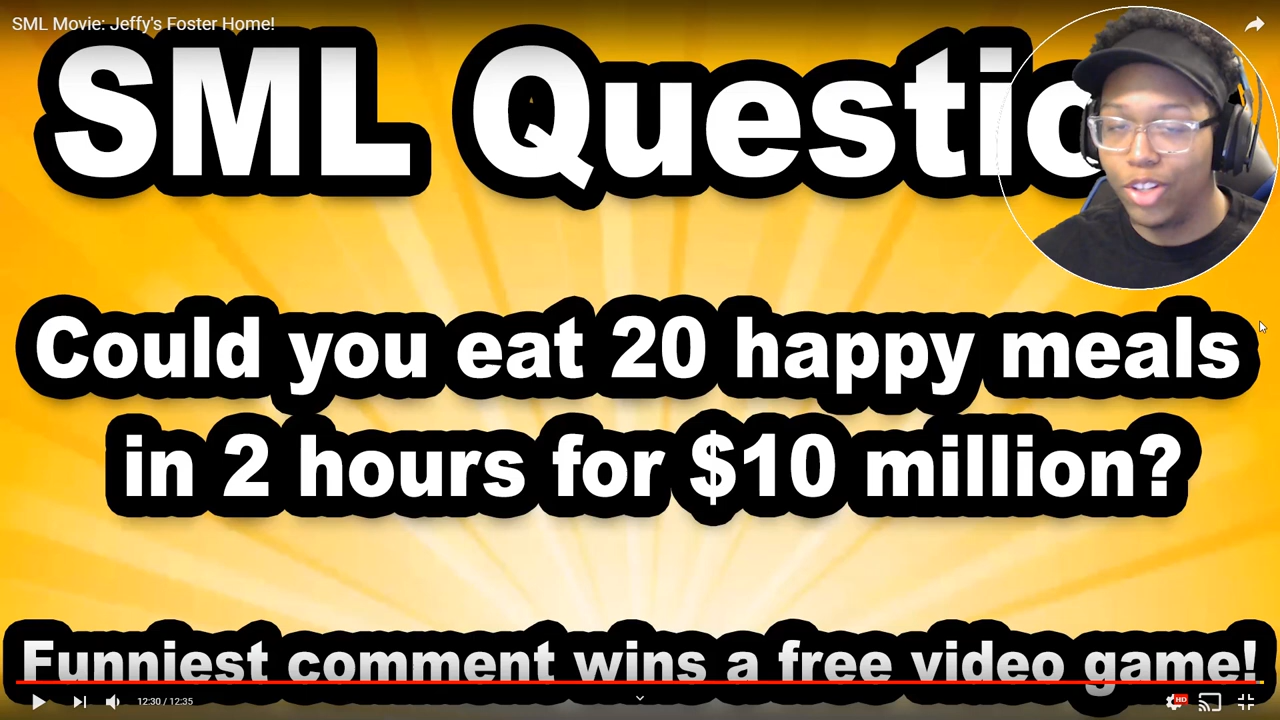 SML Movie: Jeffy's Foster Home!
SML Questio
Could you eat 20 happy meals
in 2 hours for $10 million?
Funniest comment wins a free video game!
12:30 / 12:35
HD